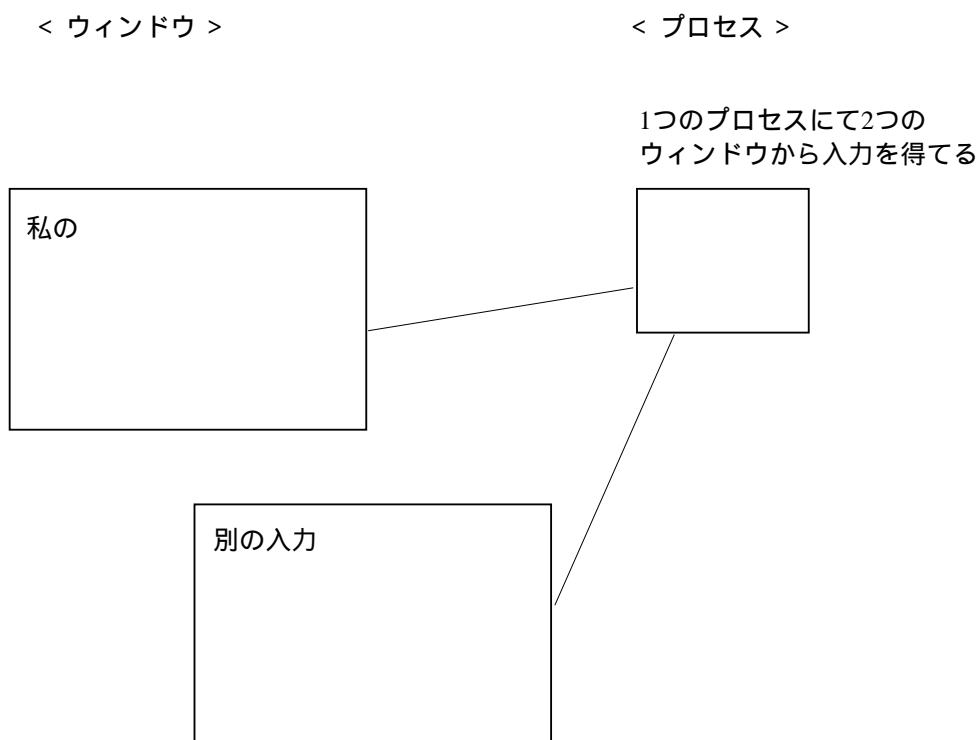 < ウィンドウ >
< プロセス >
1つのプロセスにて2つの
ウィンドウから入力を得てる
私の
別の入力